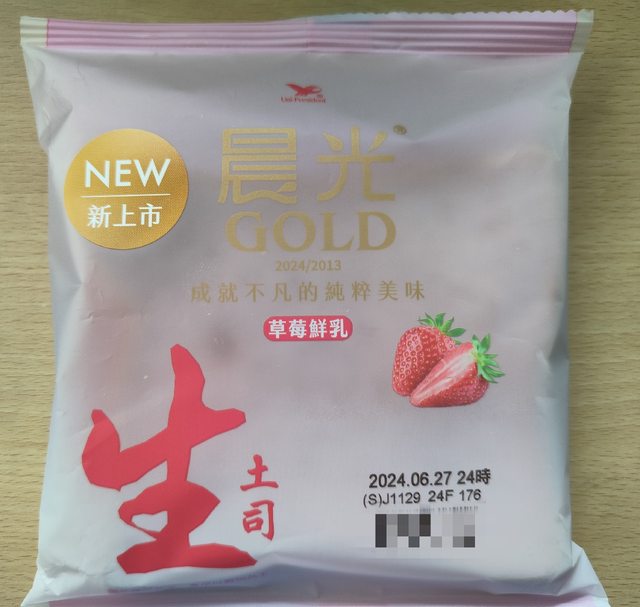 Uni-President
NEW
新上市
晨光®
GOLD
2024/2013
成就不凡的純粹美味
草莓鮮乳
生
土司
2024.06.27 24時
(S)J1129 24F 176